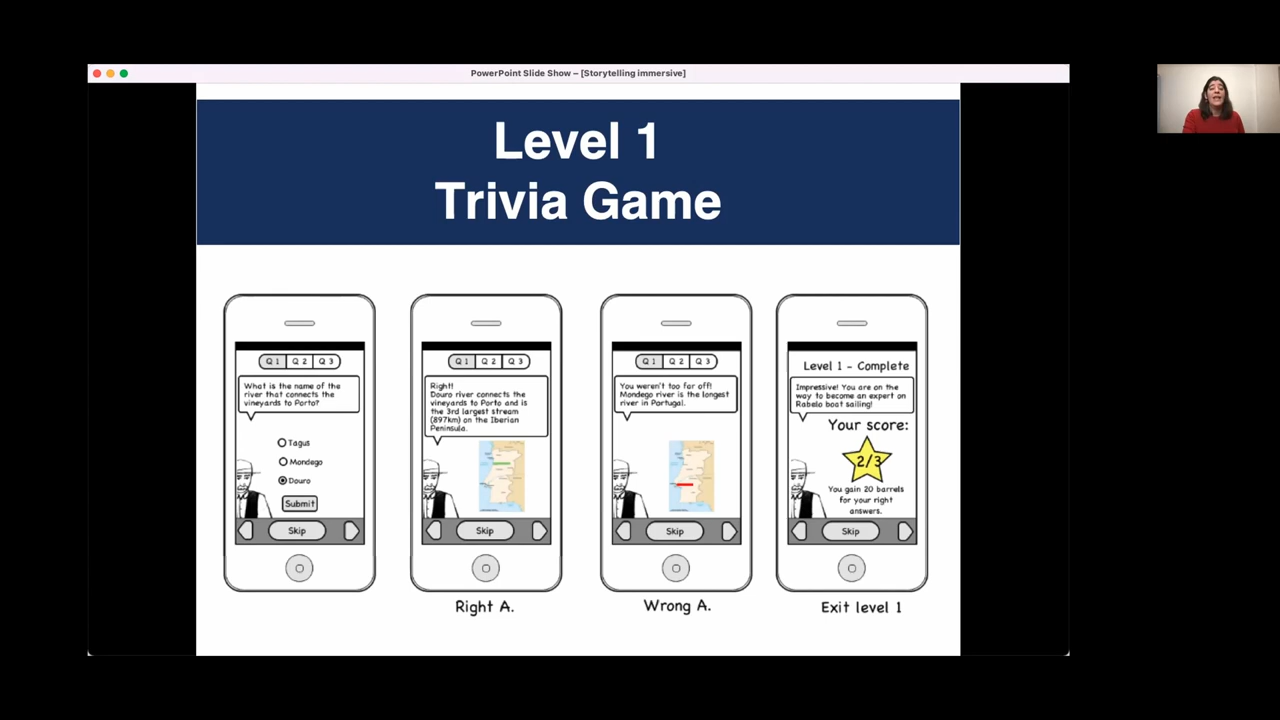 PowerPoint Slide Show – [Storytelling immersive]
Level 1
Trivia Game
Q 1 Q 2 Q 3
What is the name of the
river that connects the
vineyards to Porto?
Tagus
Mondego
Douro
Submit
Skip
Q 1 Q 2 Q 3
Right!
Douro river connects the
vineyards to Porto and is
the 3rd largest stream
(897km) on the Iberian
Peninsula.
Skip
Right A.
Q 1 Q 2 Q 3
You weren't too far off!
Mondego river is the longest
river in Portugal.
Skip
Wrong A.
Level 1 - Complete
Impressive! You are on the
way to become an expert on
Rabelo boat sailing!
Your score:
2/3
You gain 20 barrels
for your right
answers.
Skip
Exit level 1